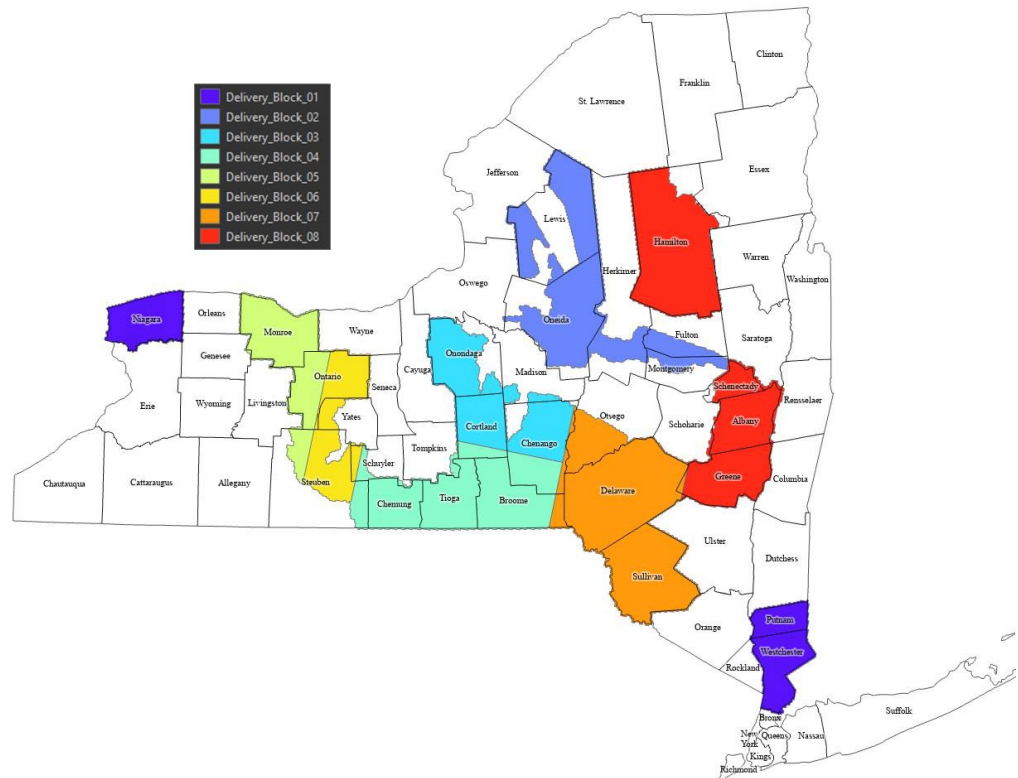 Delivery_Block_01
Delivery_Block_02
Delivery_Block_03
Delivery_Block_04
Delivery_Block_05
Delivery_Block_06
Delivery_Block_07
Delivery_Block_08
Clinton
Franklin
St. Lawrence
Essex
Jefferson
Lewis
Hamilton
Warren
Washington
Herkimer
Oswego
Oneida
Niagara
Orleans
Monroe
Wayne
Fulton
Saratoga
Genesee
Onondaga
Madison
Montgomery
Ontario
Seneca
Cayuga
Schenectady
Erie
Wyoming
Livingston
Rensselaer
Yates
Otsego
Schoharie
Albany
Cortland
Chenango
Tompkins
Schuyler
Chautauqua
Cattaraugus
Allegany
Steuben
Greene
Columbia
Delaware
Chemung
Tioga
Broome
Ulster
Dutchess
Sullivan
Putnam
Orange
Westchester
Rockland
Suffolk
Bronx
New
York
Queens
Nassau
Kings
Richmond